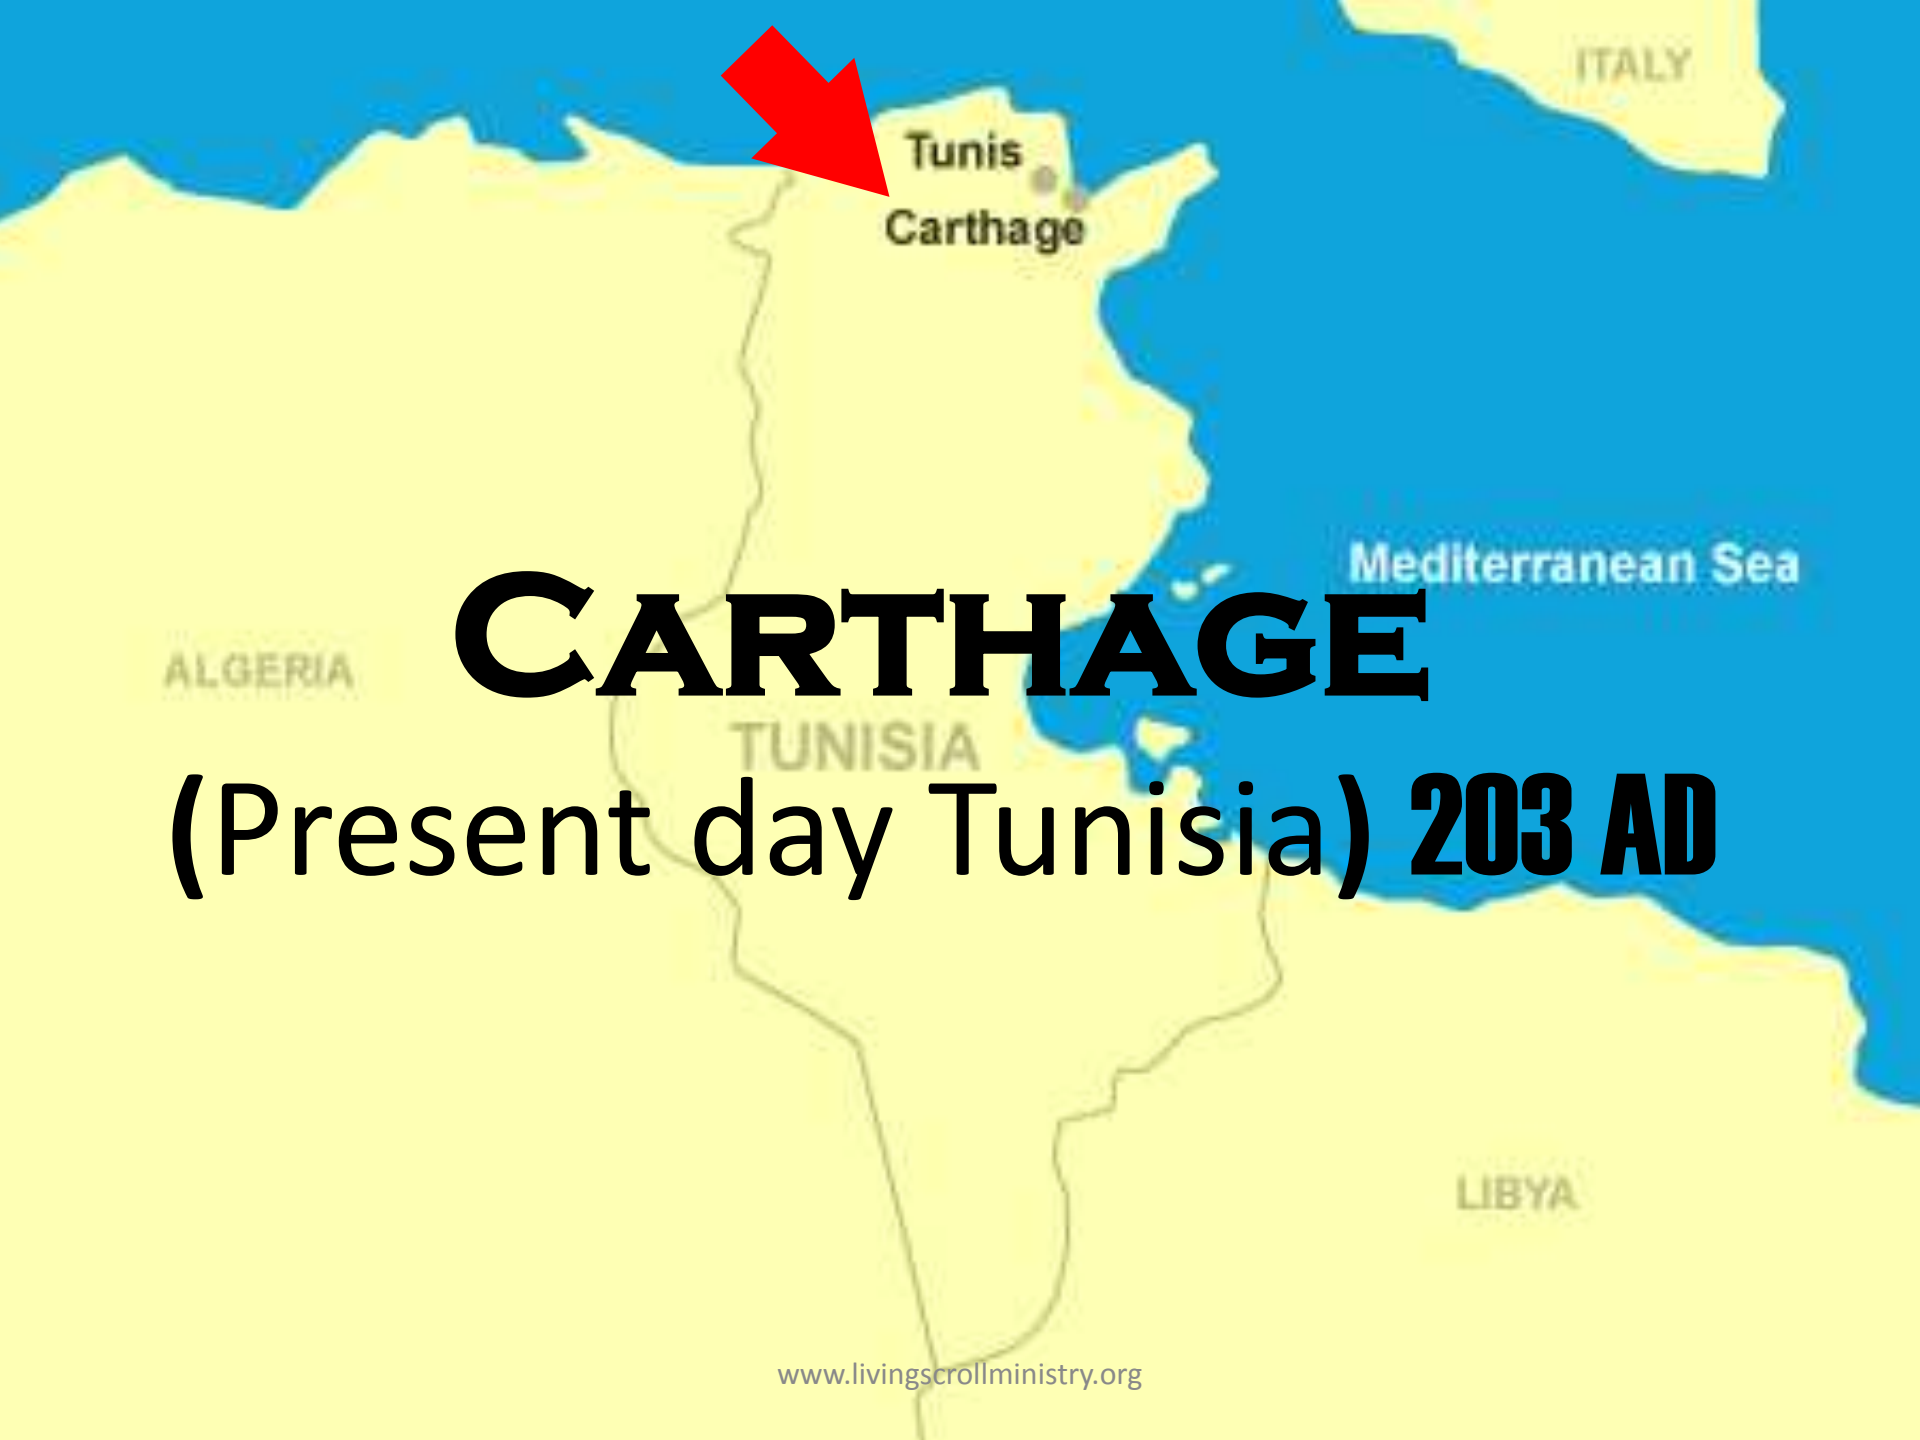 ITALY
Tunis
Carthage
Mediterranean Sea
CARTHAGE
ALGERIA
TUNISIA
(Present day Tunisia) 203 AD
LIBYA
www.livingscrollministry.org